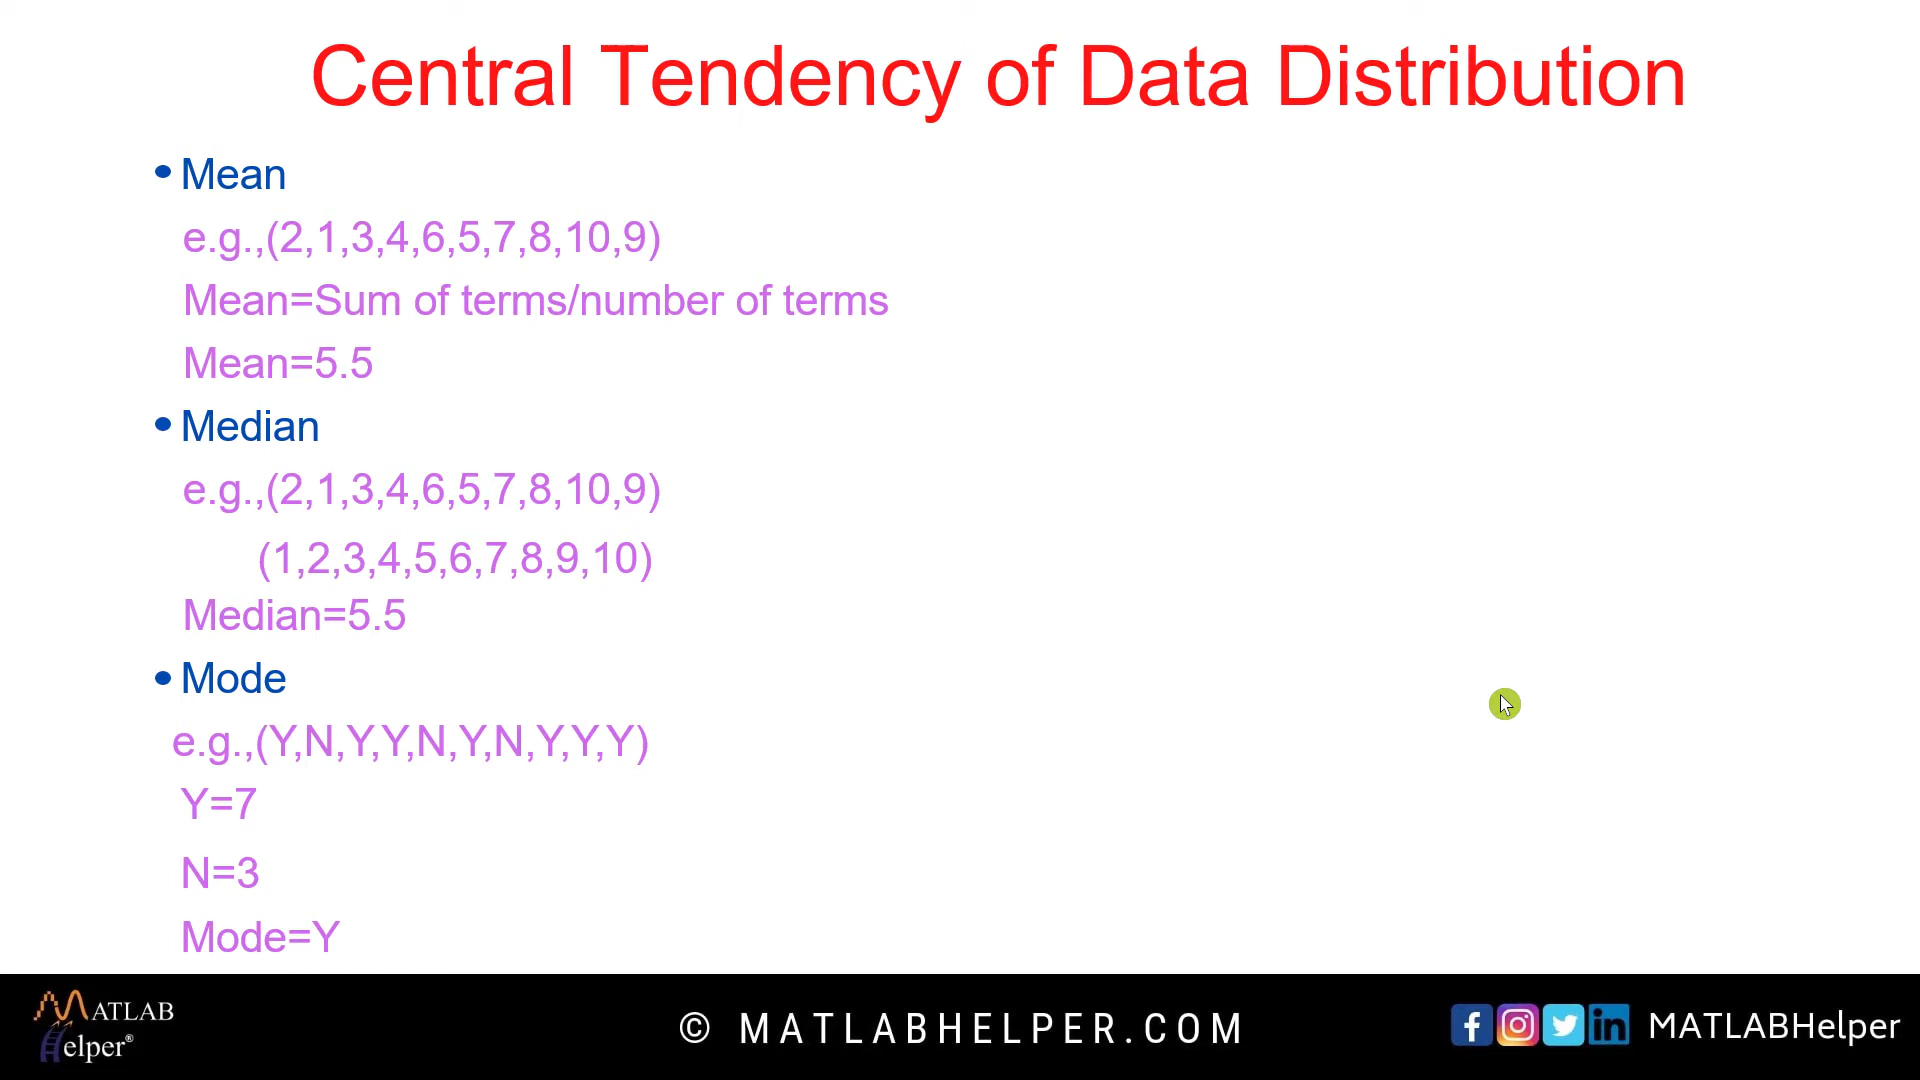 Central Tendency of Data Distribution
• Mean
e.g.,(2,1,3,4,6,5,7,8,10,9)
Mean=Sum of terms/number of terms
Mean=5.5
• Median
e.g.,(2,1,3,4,6,5,7,8,10,9)
(1,2,3,4,5,6,7,8,9,10)
Median=5.5
• Mode
e.g.,(Y,N,Y,Y,N,Y,N,Y,Y,Y)
Y=7
N=3
Mode=Y
MATLAB
Helper®
© MATLABHELPER.COM
MATLABHelper